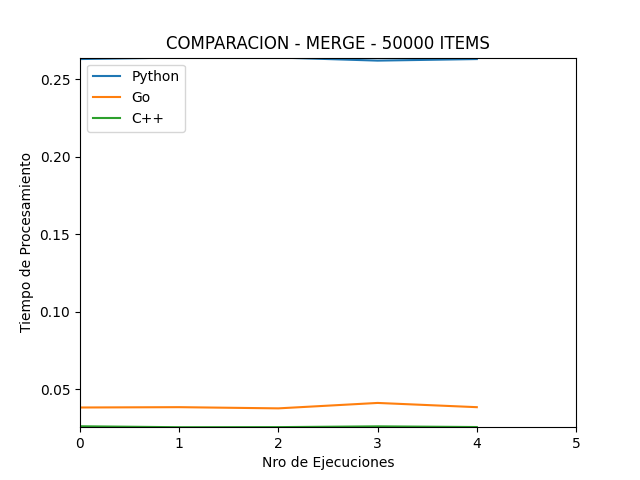 COMPARACION - MERGE - 50000 ITEMS
Python
Go
C++
0.25
0.20
0.15
0.10
0.05
Tiempo de Procesamiento
0 1 2 3 4 5
Nro de Ejecuciones